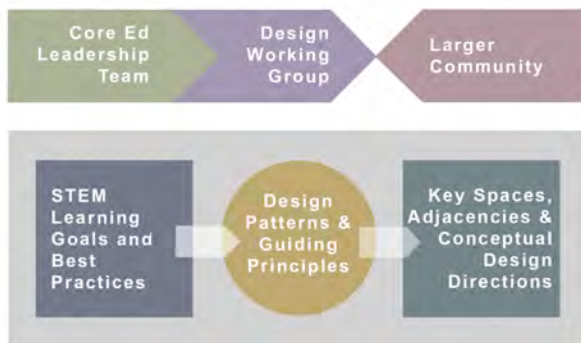 Core Ed
Leadership
Team
Design
Working
Group
Larger
Community
STEM
Learning
Goals and
Best
Practices
Design
Patterns &
Guiding
Principles
Key Spaces,
Adjacencies &
Conceptual
Design
Directions